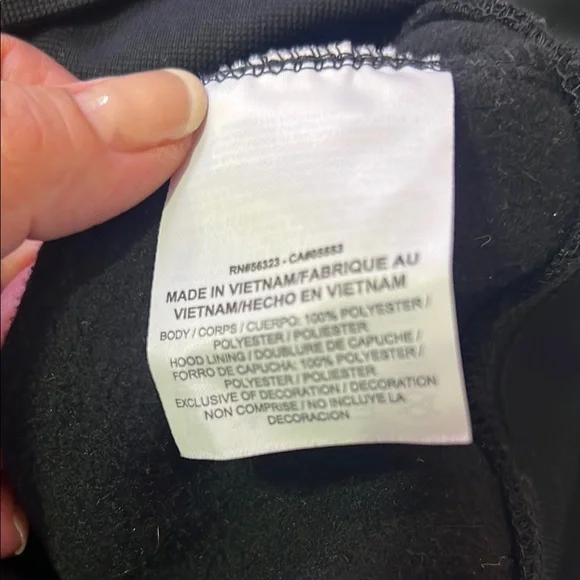 RN#56323 - CA#05553
MADE IN VIETNAM/FABRIQUE AU
VIETNAM/HECHO EN VIETNAM
BODY / CORPS / CUERPO: 100% POLYESTER /
POLYESTER / POLIESTER
HOOD LINING / DOUBLURE DE CAPUCHE /
FORRO DE CAPUCHA: 100% POLYESTER /
POLYESTER / POLIESTER
EXCLUSIVE OF DECORATION / DECORATION
NON COMPRISE / NO INCLUYE LA
DECORACION